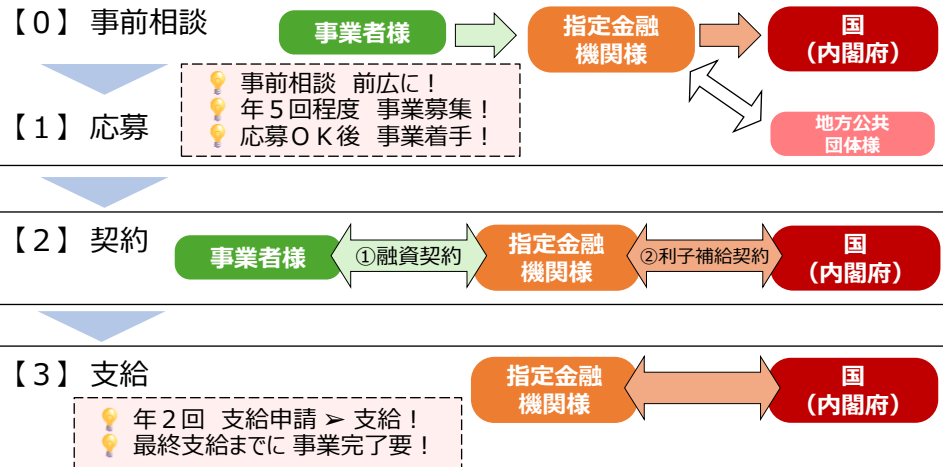 【０】事前相談
事業者様
指定金融
機関様
国
（内閣府）
事前相談 前広に！
年５回程度 事業募集！
応募ＯＫ後 事業着手！
【１】応募
地方公共
団体様
【２】契約
事業者様
①融資契約
指定金融
機関様
②利子補給契約
国
（内閣府）
【３】支給
指定金融
機関様
国
（内閣府）
年２回 支給申請 ➢ 支給！
最終支給までに 事業完了要！